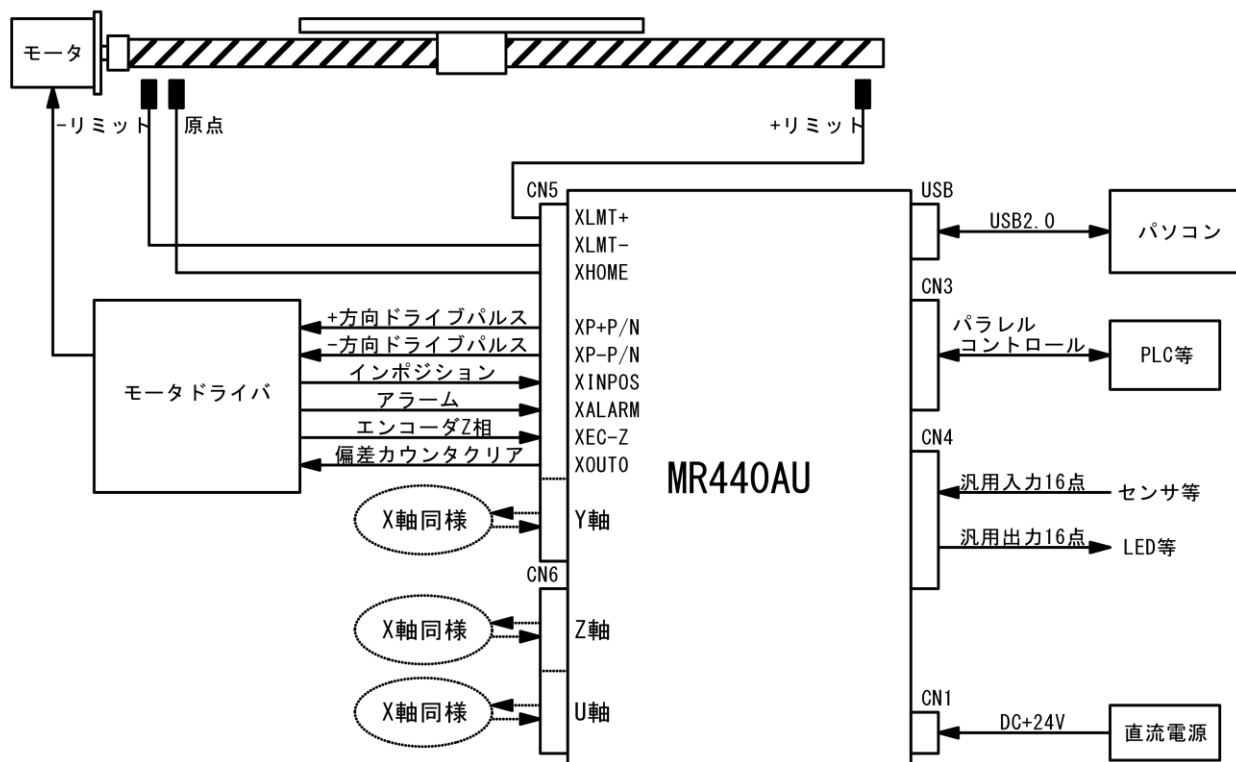 モータ
-リミット
原点
+リミット
CN5
USB
XLMT+
XLMT-
XHOME
USB2.0
パソコン
CN3
+方向ドライブパルス
XP+P/N
-方向ドライブパルス
XP-P/N
インポジション
XINPOS
アラーム
XALARM
エンコーダZ相
XEC-Z
偏差カウンタクリア
XOUT0
モータドライバ
パラレル
コントロール
PLC等
CN4
MR440AU
汎用入力16点
センサ等
汎用出力16点
LED等
X軸同様
Y軸
CN6
X軸同様
Z軸
X軸同様
U軸
CN1
DC+24V
直流電源